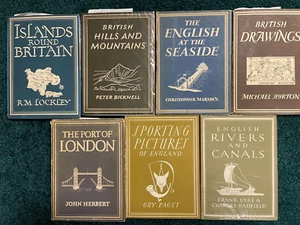 ISLANDS
ROUND
BRITAIN
R.M. LOCKLEY
BRITISH
HILLS AND
MOUNTAINS
PETER BICKNELL
THE
ENGLISH
AT THE
SEASIDE
CHRISTOPHER MARSDEN
BRITISH
DRAWINGS
MICHAEL AYRTON
THE PORT OF
LONDON
JOHN HERBERT
SPORTING
PICTURES
OF ENGLAND
GUY PAGET
ENGLISH
RIVERS
AND
CANALS
FRANK EYRE &
CHARLES HADFIELD